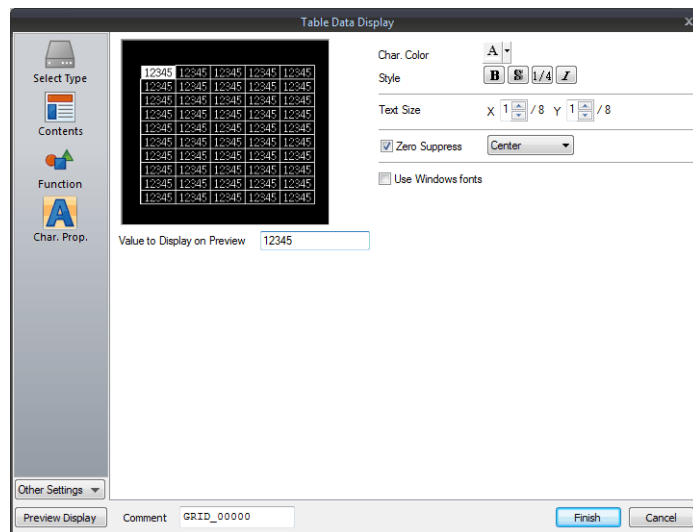 Table Data Display
X
Select Type
Contents
Function
A
Char. Prop.
12345 12345 12345 12345 12345
12345 12345 12345 12345 12345
12345 12345 12345 12345 12345
12345 12345 12345 12345 12345
12345 12345 12345 12345 12345
12345 12345 12345 12345 12345
12345 12345 12345 12345 12345
12345 12345 12345 12345 12345
12345 12345 12345 12345 12345
12345 12345 12345 12345 12345
Value to Display on Preview 12345
Char. Color A
Style B S 1/4 I
Text Size X 1 / 8 Y 1 / 8
Zero Suppress Center
Use Windows fonts
Other Settings
Preview Display Comment GRID_00000 Finish Cancel